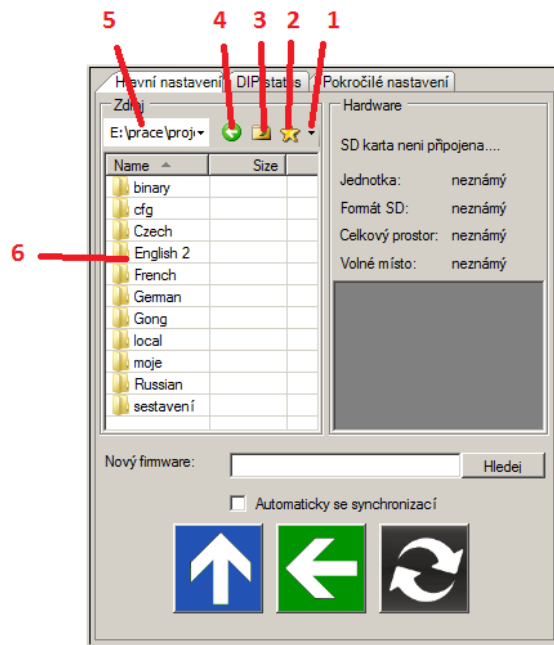 5 4 3 2 1
Hlavní nastavení DIP status Pokročilé nastavení
Zdroj
E:\prace\proj
Name Size
binary
cfg
Czech
6
English 2
French
German
Gong
local
moje
Russian
sestavení
Hardware
SD karta neni připojena....
Jednotka: neznámý
Formát SD: neznámý
Celkový prostor: neznámý
Volné místo: neznámý
Nový firmware: Hledej
Automaticky se synchronizací